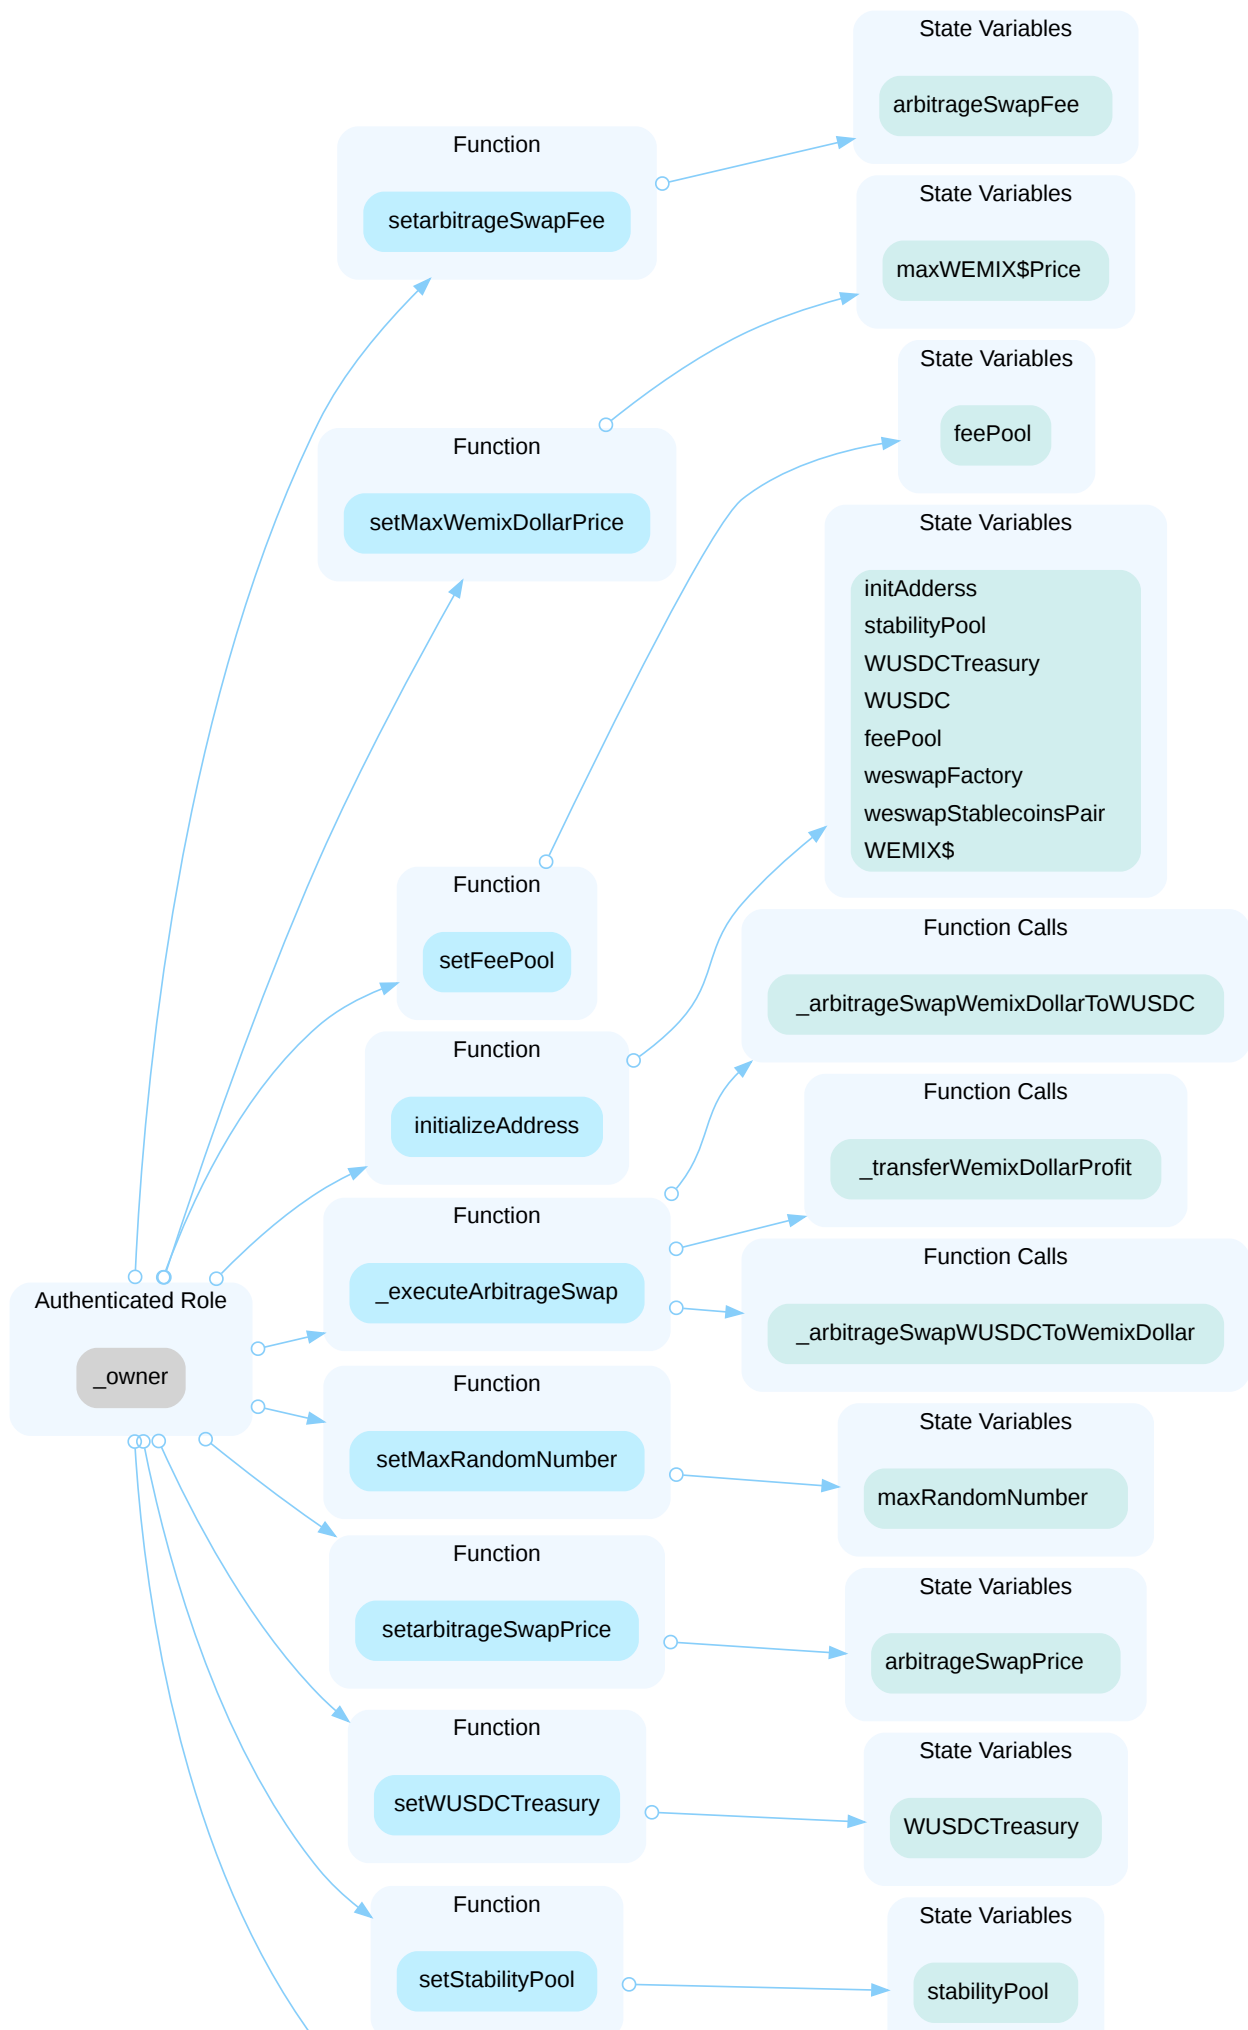 State Variables
arbitrageSwapFee
Function
setarbitrageSwapFee
State Variables
maxWEMIX$Price
State Variables
feePool
Function
setMaxWemixDollarPrice
State Variables
initAdderss
stabilityPool
WUSDCTreasury
WUSDC
feePool
weswapFactory
weswapStablecoinsPair
WEMIX$
Function
setFeePool
Function Calls
_arbitrageSwapWemixDollarToWUSDC
Function
initializeAddress
Function Calls
_transferWemixDollarProfit
Function
_executeArbitrageSwap
Function Calls
_arbitrageSwapWUSDCToWemixDollar
Authenticated Role
_owner
Function
setMaxRandomNumber
State Variables
maxRandomNumber
Function
setarbitrageSwapPrice
State Variables
arbitrageSwapPrice
Function
setWUSDCTreasury
State Variables
WUSDCTreasury
Function
setStabilityPool
State Variables
stabilityPool